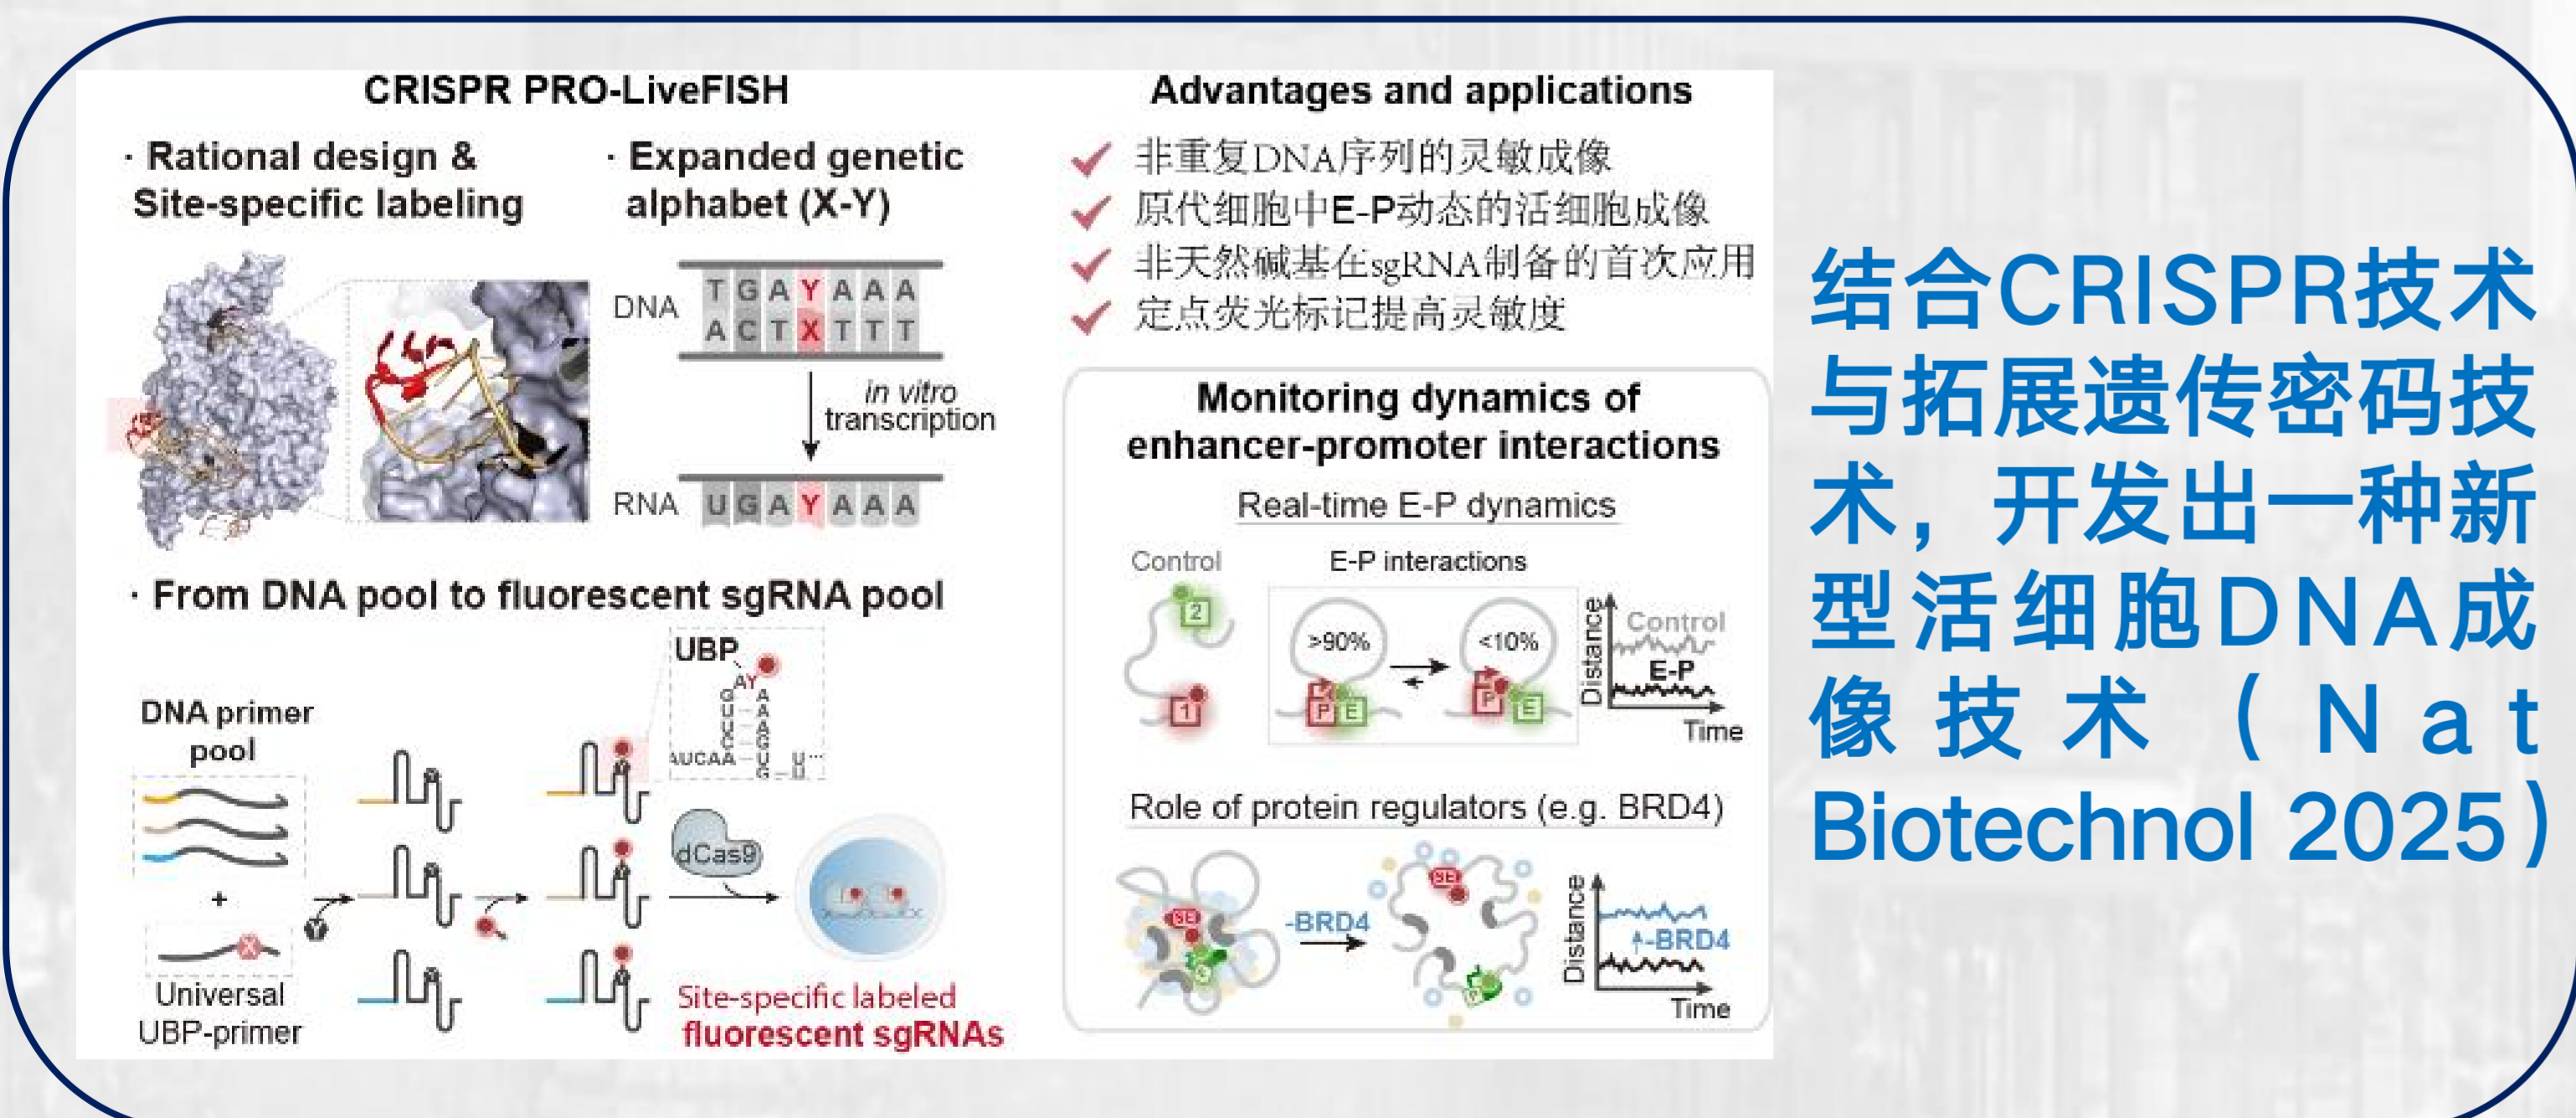 CRISPR PRO-LiveFISH
· Rational design &
Site-specific labeling
· Expanded genetic
alphabet (X-Y)
DNA
T G A Y A A A
A C T X T T T
in vitro
transcription
RNA
U G A Y A A A
· From DNA pool to fluorescent sgRNA pool
DNA primer
pool
+
X
Universal
UBP-primer
Y
UBP
AY
G A
U A
U A
AUCAA U U...
G U
dCas9
Site-specific labeled
fluorescent sgRNAs
Advantages and applications
非重复DNA序列的灵敏成像
原代细胞中E-P动态的活细胞成像
非天然碱基在sgRNA制备的首次应用
定点荧光标记提高灵敏度
Monitoring dynamics of
enhancer-promoter interactions
Real-time E-P dynamics
Control
2
1
E-P interactions
>90%
<10%
P E
P E
Distance
Control
E-P
Time
Role of protein regulators (e.g. BRD4)
SE
-BRD4
SE
P
Distance
-BRD4
Time
结合CRISPR技术
与拓展遗传密码技
术，开发出一种新
型活细胞DNA成
像技术（Nat
Biotechnol 2025）